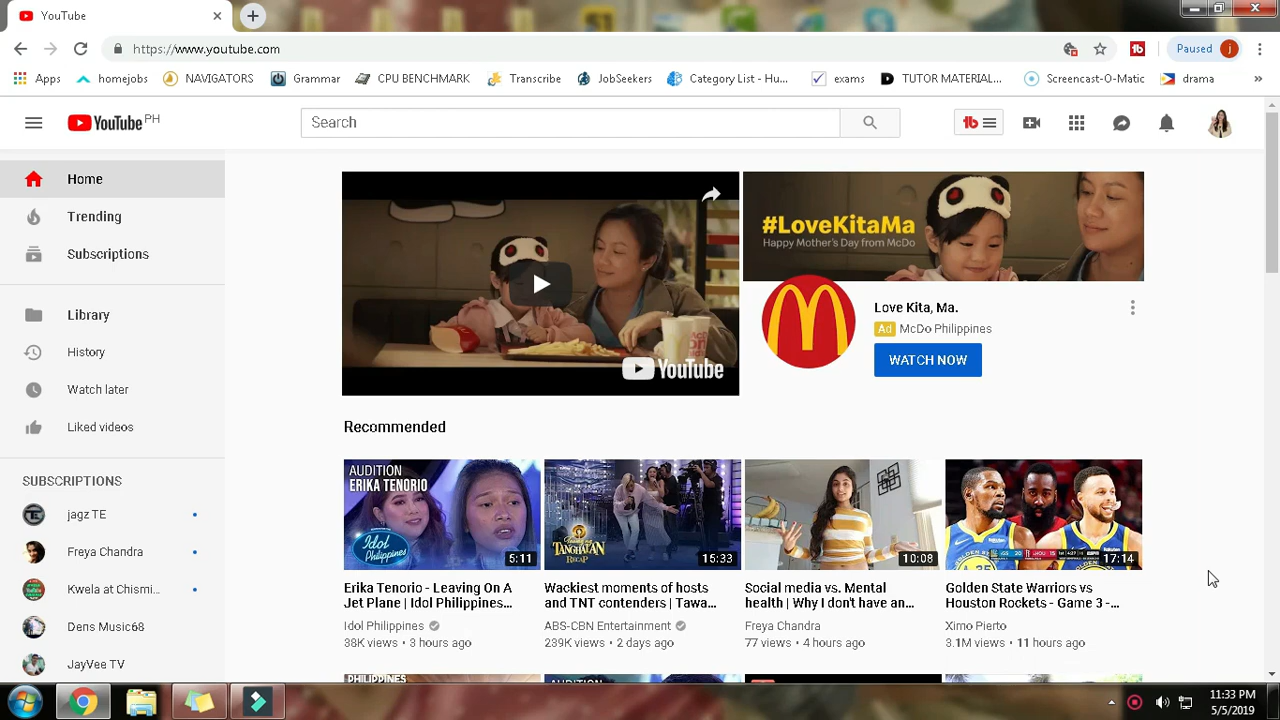 YouTube
https://www.youtube.com
Paused
j
Apps
homejobs
NAVIGATORS
Grammar
CPU BENCHMARK
Transcribe
JobSeekers
Category List - Hu...
exams
TUTOR MATERIAL...
Screencast-O-Matic
drama
»
YouTube PH
Search
Home
Trending
Subscriptions
Library
History
Watch later
Liked videos
SUBSCRIPTIONS
jagz TE
Freya Chandra
Kwela at Chismi...
Dens Music68
JayVee TV
YouTube
#LoveKitaMa
Happy Mother's Day from McDo
Love Kita, Ma.
Ad McDo Philippines
WATCH NOW
Recommended
AUDITION
ERIKA TENORIO
Idol
PHILIPPINES
5:11
Erika Tenorio - Leaving On A
Jet Plane | Idol Philippines...
Idol Philippines
38K views • 3 hours ago
TANGHALAN
RECAP
15:33
Wackiest moments of hosts
and TNT contenders | Tawa...
ABS-CBN Entertainment
239K views • 2 days ago
10:08
Social media vs. Mental
health | Why I don't have an...
Freya Chandra
77 views • 4 hours ago
17:14
Golden State Warriors vs
Houston Rockets - Game 3 -...
Ximo Pierto
3.1M views • 11 hours ago
PHILIPPINES
11:33 PM
5/5/2019